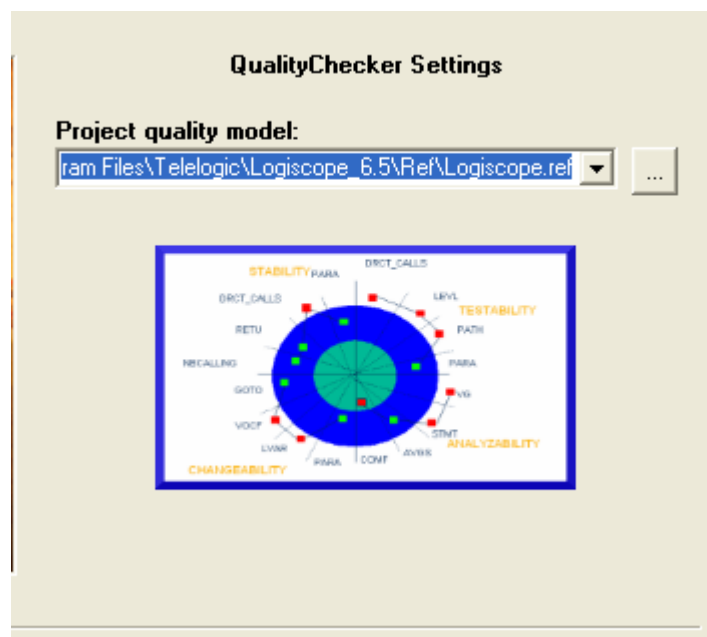 QualityChecker Settings
Project quality model:
ram Files\Telelogic\Logiscope_6.5\Ref\Logiscope.ref
...
STABILITY PARA DRCT_CALLS
DRCT_CALLS LEVL
TESTABILITY
RETU PATH
NBCALLING PARA
GOTO VG
VOCF STMT
LVAR AVGS ANALYZABILITY
CHANGEABILITY PARA COMF